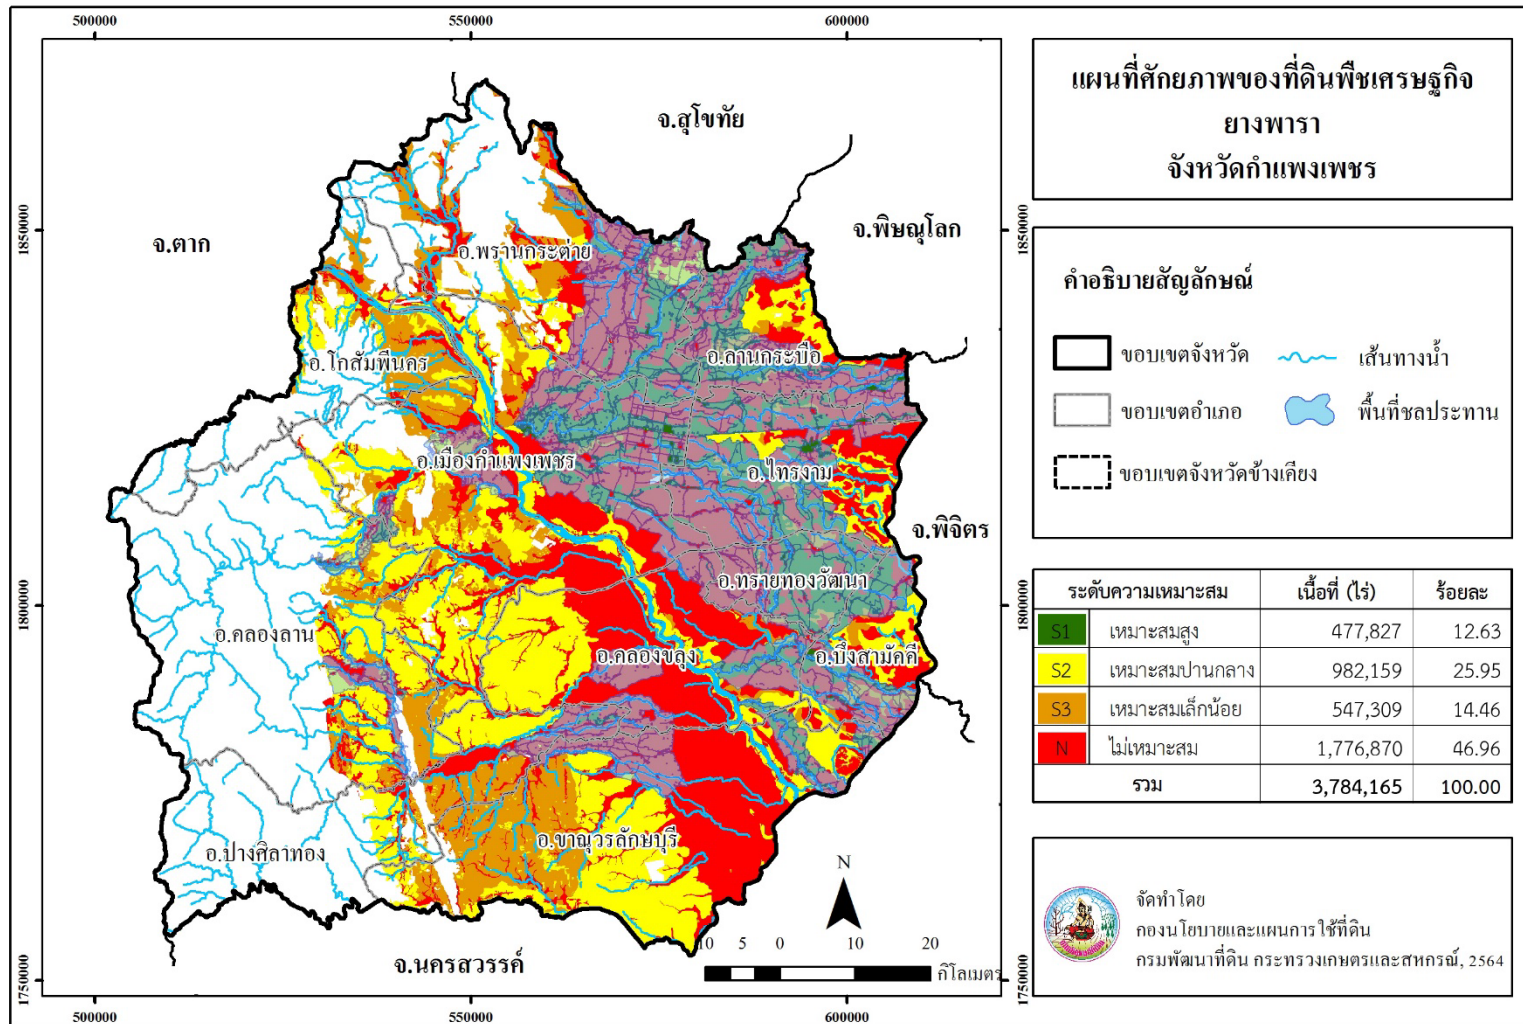 500000
550000
600000
แผนที่ศักยภาพของที่ดินพืชเศรษฐกิจ
ยางพารา
จังหวัดกำแพงเพชร
จ.สุโขทัย
จ.พิษณุโลก
จ.ตาก
1850000
1850000
อ.พรานกระต่าย
อ.ลานกระบือ
อ.โกสัมพีนคร
อ.เมืองกำแพงเพชร
อ.ไทรงาม
จ.พิจิตร
อ.ทรายทองวัฒนา
1800000
1800000
อ.คลองลาน
อ.คลองขลุง
อ.บึงสามัคคี
อ.ขาณุวรลักษบุรี
อ.ปางศิลาทอง
จ.นครสวรรค์
N
10 5 0 10 20
กิโลเมตร
1750000
1750000
500000
550000
600000
คำอธิบายสัญลักษณ์
ขอบเขตจังหวัด
เส้นทางน้ำ
ขอบเขตอำเภอ
พื้นที่ชลประทาน
ขอบเขตจังหวัดข้างเคียง
ระดับความเหมาะสม เนื้อที่ (ไร่) ร้อยละ
S1 เหมาะสมสูง 477,827 12.63
S2 เหมาะสมปานกลาง 982,159 25.95
S3 เหมาะสมเล็กน้อย 547,309 14.46
N ไม่เหมาะสม 1,776,870 46.96
รวม 3,784,165 100.00
จัดทำโดย
กองนโยบายและแผนการใช้ที่ดิน
กรมพัฒนาที่ดิน กระทรวงเกษตรและสหกรณ์, 2564